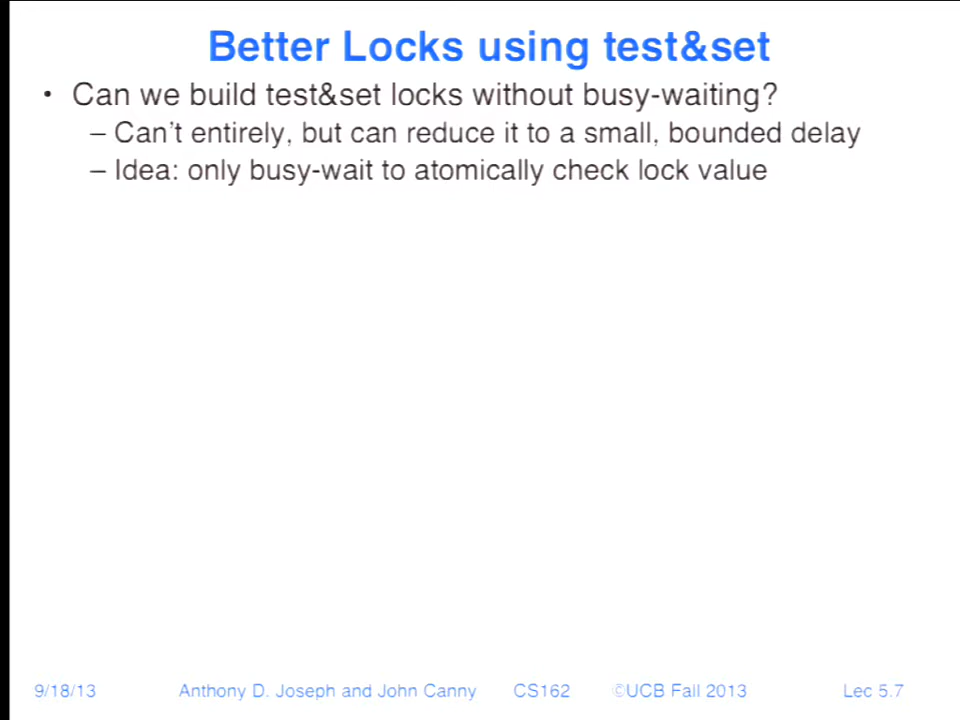 Better Locks using test&set
• Can we build test&set locks without busy-waiting?
– Can't entirely, but can reduce it to a small, bounded delay
– Idea: only busy-wait to atomically check lock value
9/18/13 Anthony D. Joseph and John Canny CS162 ©UCB Fall 2013 Lec 5.7